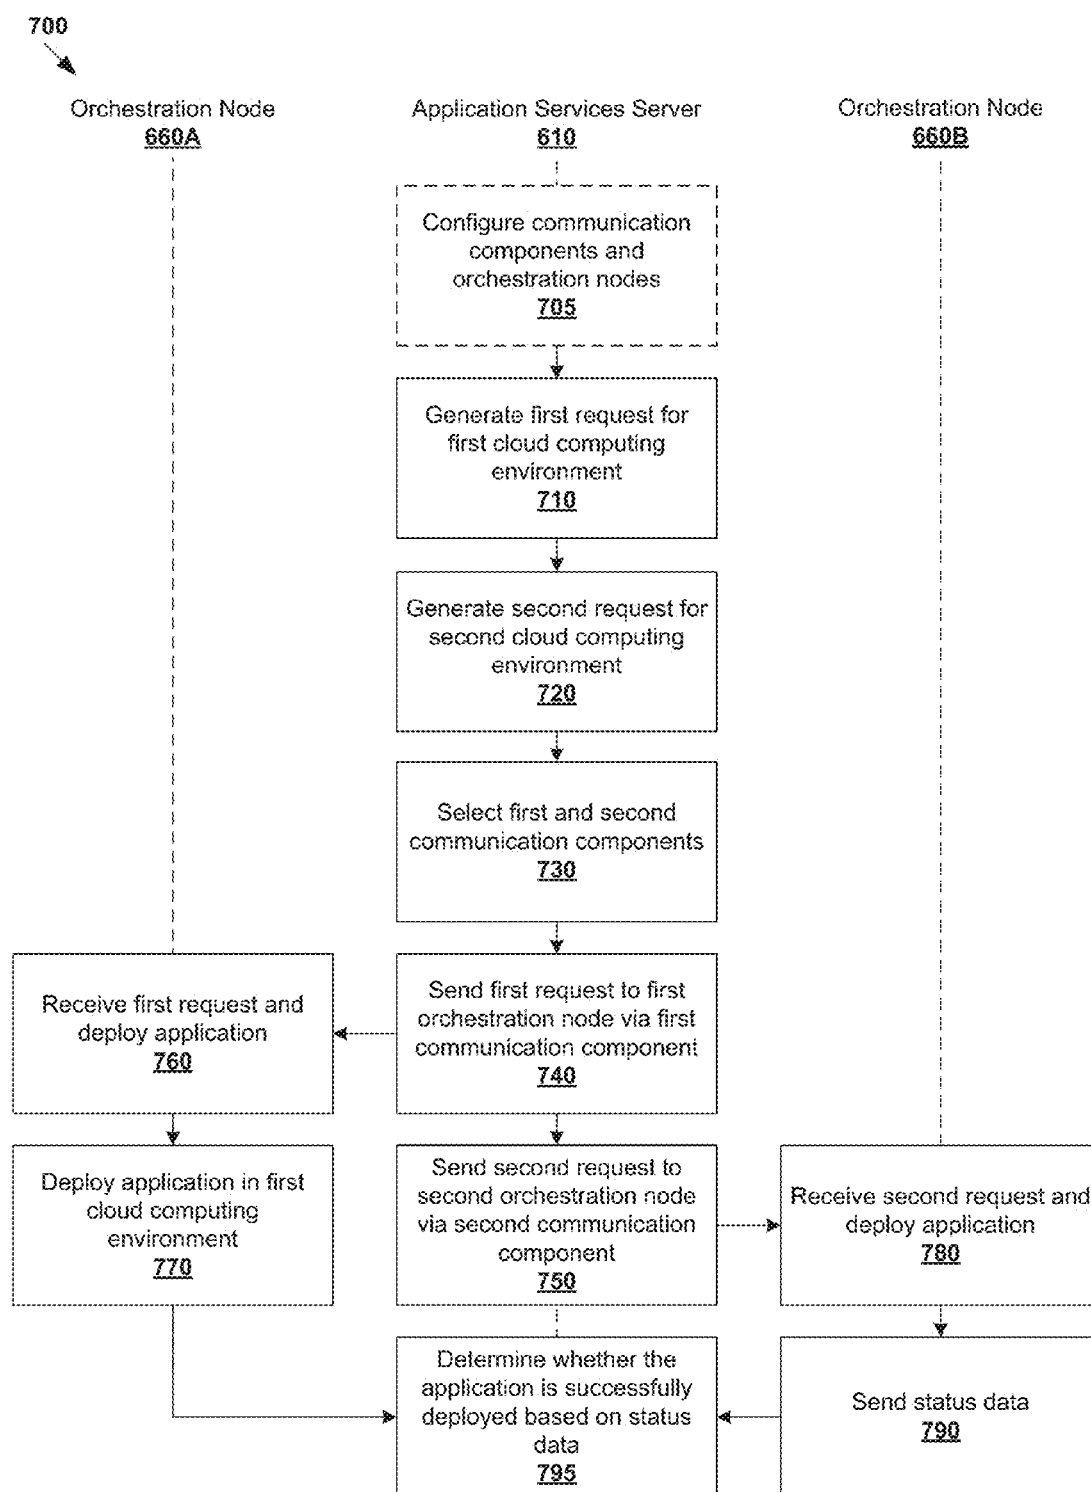 700
Orchestration Node
660A
Application Services Server
610
Orchestration Node
660B
Configure communication
components and
orchestration nodes
705
Generate first request for
first cloud computing
environment
710
Generate second request for
second cloud computing
environment
720
Select first and second
communication components
730
Receive first request and
deploy application
760
Send first request to first
orchestration node via first
communication component
740
Deploy application in first
cloud computing
environment
770
Send second request to
second orchestration node
via second communication
component
750
Receive second request and
deploy application
780
Determine whether the
application is successfully
deployed based on status
data
795
Send status data
790